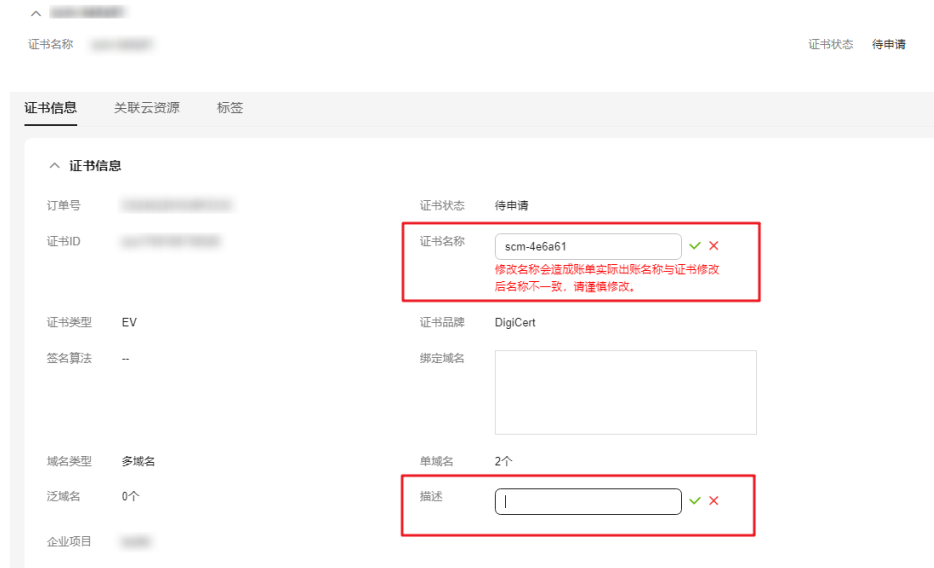 证书名称
证书状态 待申请
证书信息 关联云资源 标签
证书信息
订单号
证书状态 待申请
证书ID
证书名称 scm-4e6a61
修改名称会造成账单实际出账名称与证书修改
后名称不一致，请谨慎修改。
证书类型 EV
证书品牌 DigiCert
签名算法 --
绑定域名
域名类型 多域名
单域名 2个
泛域名 0个
描述
企业项目